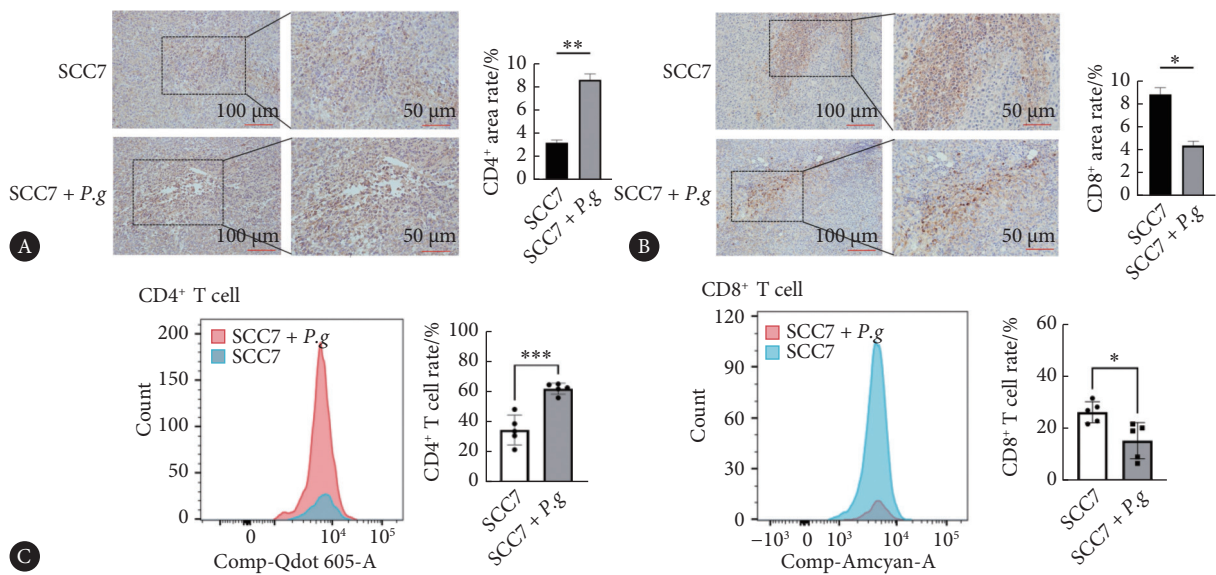 SCC7
100 μm
50 μm
SCC7 + P.g
100 μm
50 μm
A
CD4⁺ area rate/%
10
8
6
4
2
0
**
SCC7
SCC7 + P.g
SCC7
100 μm
50 μm
SCC7 + P.g
100 μm
50 μm
B
CD8⁺ area rate/%
10
8
6
4
2
0
*
SCC7
SCC7 + P.g
CD4⁺ T cell
SCC7 + P.g
SCC7
Count
200
150
100
50
0
0
10⁴
10⁵
Comp-Qdot 605-A
CD4⁺ T cell rate/%
100
80
60
40
20
0
***
SCC7
SCC7 + P.g
CD8⁺ T cell
SCC7 + P.g
SCC7
Count
120
90
60
30
0
−10³
0
10³
10⁴
10⁵
Comp-Amcyan-A
CD8⁺ T cell rate/%
60
40
20
0
*
SCC7
SCC7 + P.g
C